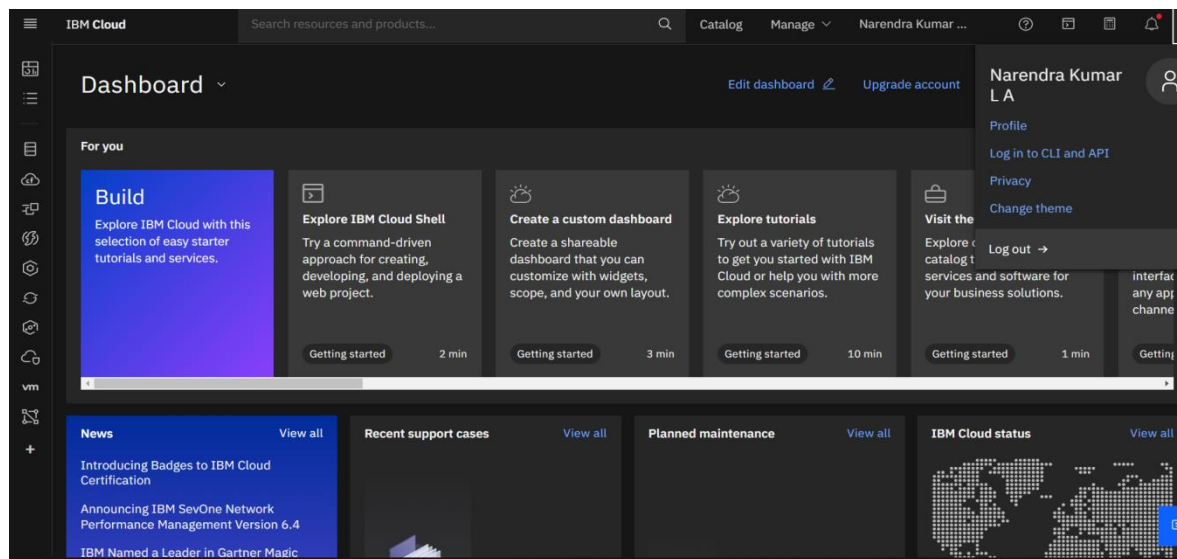 IBM Cloud
Search resources and products...
Catalog
Manage
Narendra Kumar ...
Dashboard
Edit dashboard
Upgrade account
Narendra Kumar
L A
Profile
Log in to CLI and API
Privacy
Change theme
Log out →
For you
Build
Explore IBM Cloud with this
selection of easy starter
tutorials and services.
Explore IBM Cloud Shell
Try a command-driven
approach for creating,
developing, and deploying a
web project.
Getting started
2 min
Create a custom dashboard
Create a shareable
dashboard that you can
customize with widgets,
scope, and your own layout.
Getting started
3 min
Explore tutorials
Try out a variety of tutorials
to get you started with IBM
Cloud or help you with more
complex scenarios.
Getting started
10 min
Visit the
Explore
catalog
services and software for
your business solutions.
Getting started
1 min
any
vm
News
View all
Introducing Badges to IBM Cloud
Certification
Announcing IBM SevOne Network
Performance Management Version 6.4
IBM Named a Leader in Gartner Magic
Recent support cases
View all
Planned maintenance
View all
IBM Cloud status
View all